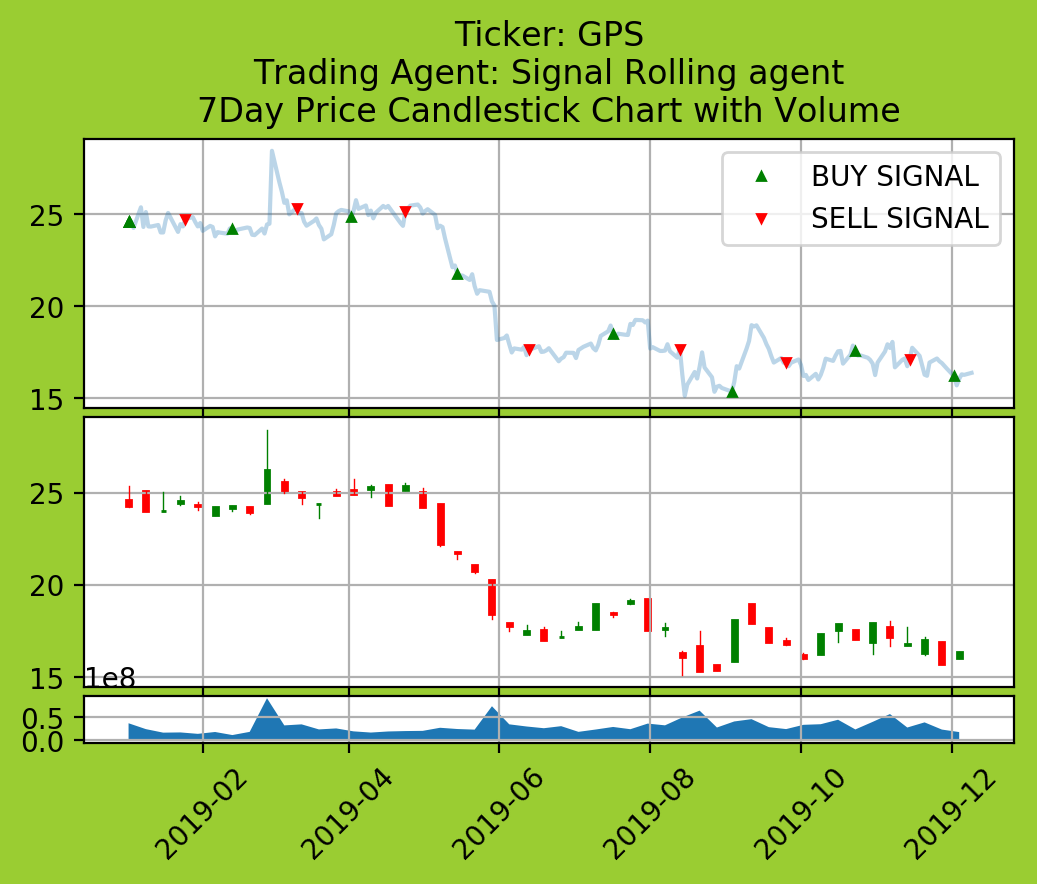 Ticker: GPS
Trading Agent: Signal Rolling agent
7Day Price Candlestick Chart with Volume
BUY SIGNAL
SELL SIGNAL
25
20
15
25
20
15
1e8
0.5
0.0
2019-02
2019-04
2019-06
2019-08
2019-10
2019-12